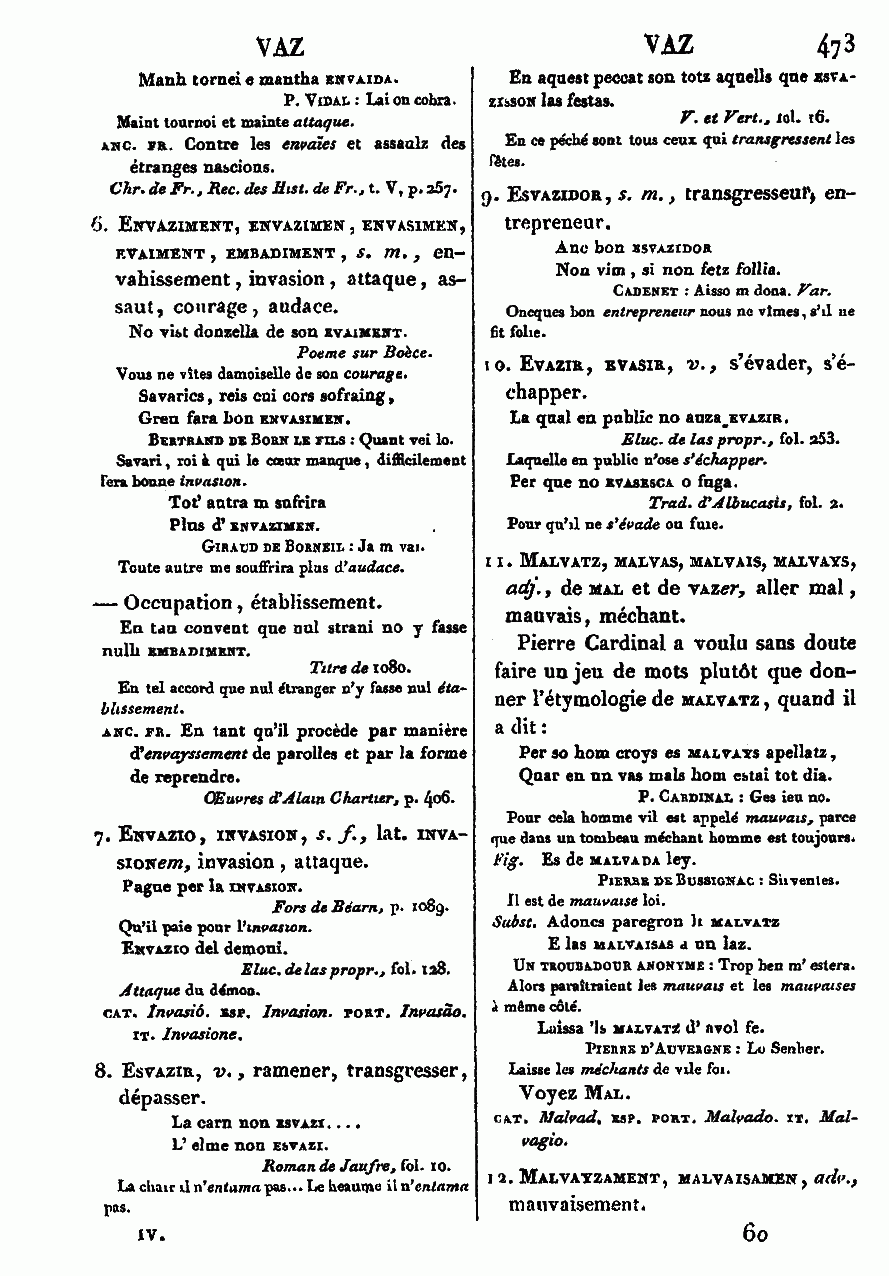 VAZ
Manh tornei e mantha ENVAIDA.
P. VIDAL : Lai on cobra.
Maint tournoi et mainte attaque.
ANC. FR. Contre les envaïes et assaulz des
étranges nascions.
Chr. de Fr., Rec. des Hist. de Fr., t. V, p. 257.
6. ENVAZIMENT, ENVAZIMEN, ENVASIMEN,
EVAIMENT, EMBADIMENT, s. m., en-
vahissement, invasion, attaque, as-
saut, courage, audace.
No vist donzella de son EVAIMENT.
Poeme sur Boèce.
Vous ne vîtes damoiselle de son courage.
Savarics, reis cui cors sofraing,
Greu fara bon ENVASIMEN.
BERTRAND DE BORN LE FILS : Quant vei lo.
Savari, roi à qui le cœur manque, difficilement
fera bonne invasion.
Tot' autra m sufrira
Plus d' ENVAZIMEN.
GIRAUD DE BORNEIL : Ja m vai.
Toute autre me souffrira plus d'audace.
— Occupation, établissement.
En tau convent que nul strani no y fasse
nulh EMBADIMENT.
Titre de 1080.
En tel accord que nul étranger n'y fasse nul éta-
blissement.
ANC. FR. En tant qu'il procède par manière
d'envayssement de parolles et par la forme
de reprendre.
Œuvres d'Alain Chartier, p. 406.
7. ENVAZIO, INVASION, s. f., lat. INVA-
SIONem, invasion, attaque.
Pague per la INVASION.
Fors de Béarn, p. 1089.
Qu'il paie pour l'invasion.
ENVAZIO del demoni.
Eluc. de las propr., fol. 128.
Attaque du démon.
CAT. Invasió. ESP. Invasion. PORT. Invasão.
IT. Invasione.
8. ESVAZIR, v., ramener, transgresser,
dépasser.
La carn non ESVAZI....
L' elme non ESVAZI.
Roman de Jaufre, fol. 10.
La chair il n'entama pas... Le heaume il n'entama
pas.
IV.
VAZ 473
En aquest peccat son totz aquells que ESVA-
ZISSON las festas.
V. et Vert., fol. 16.
En ce péché sont tous ceux qui transgressent les
fêtes.
9. ESVAZIDOR, s. m., transgresseur, en-
trepreneur.
Anc bon ESVAZIDOR
Non vim, si non fetz follia.
CADENET : Aisso m dona. Var.
Oncques bon entrepreneur nous ne vîmes, s'il ne
fit folie.
10. EVAZIR, EVASIR, v., s'évader, s'é-
chapper.
La qual en public no auza EVAZIR.
Eluc. de las propr., fol. 253.
Laquelle en public n'ose s'échapper.
Per que no EVASESCA o fuga.
Trad. d'Albucasis, fol. 2.
Pour qu'il ne s'évade ou fuie.
11. MALVATZ, MALVAS, MALVAIS, MALVAYS,
adj., de MAL et de VAZer, aller mal,
mauvais, méchant.
Pierre Cardinal a voulu sans doute
faire un jeu de mots plutôt que don-
ner l'étymologie de MALVATZ, quand il
a dit :
Per so hom croys es MALVAYS apellatz,
Quar en un vas mals hom estai tot dia.
P. CARDINAL : Ges ieu no.
Pour cela homme vil est appelé mauvais, parce
que dans un tombeau méchant homme est toujours.
Fig. Es de MALVADA ley.
PIERRE DE BUSSIGNAC : Sirventes.
Il est de mauvaise loi.
Subst. Adoncs paregron li MALVATZ
E las MALVAISAS a un laz.
UN TROUBADOUR ANONYME : Trop ben m' estera.
Alors paraîtraient les mauvais et les mauvaises
à même côté.
Laissa 'ls MALVATZ d' avol fe.
PIERRE D'AUVERGNE : Lo Senher.
Laisse les méchants de vile foi.
Voyez MAL.
CAT. Malvad. ESP. PORT. Malvado. IT. Mal-
vagio.
12. MALVAYZAMENT, MALVAISAMEN, adv.,
mauvaisement.
60